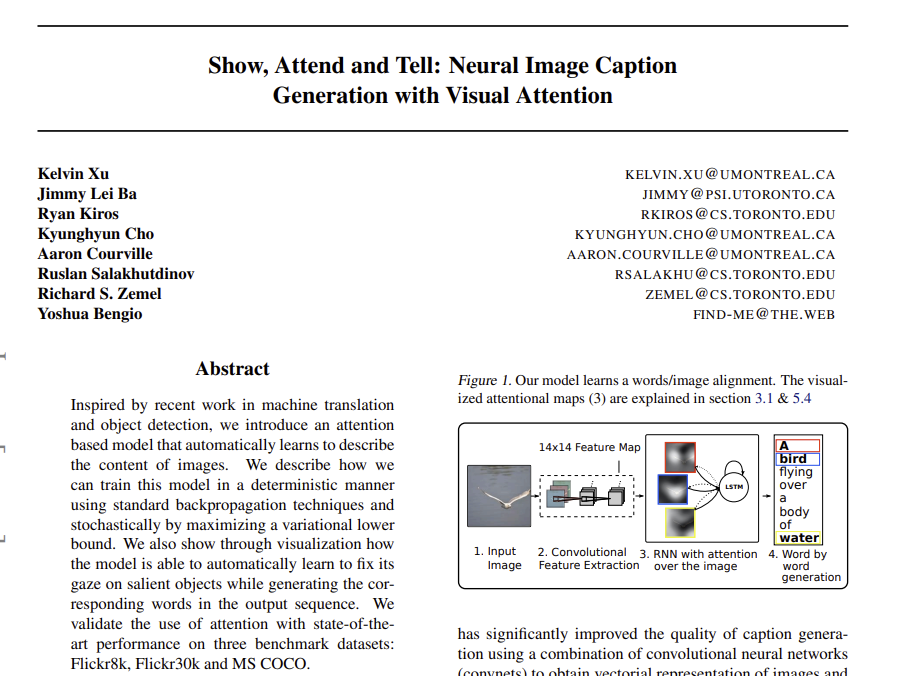 Show, Attend and Tell: Neural Image Caption
Generation with Visual Attention
Kelvin Xu KELVIN.XU@UMONTREAL.CA
Jimmy Lei Ba JIMMY@PSI.UTORONTO.CA
Ryan Kiros RKIROS@CS.TORONTO.EDU
Kyunghyun Cho KYUNGHYUN.CHO@UMONTREAL.CA
Aaron Courville AARON.COURVILLE@UMONTREAL.CA
Ruslan Salakhutdinov RSALAKHU@CS.TORONTO.EDU
Richard S. Zemel ZEMEL@CS.TORONTO.EDU
Yoshua Bengio FIND-ME@THE.WEB
Abstract
Inspired by recent work in machine translation
and object detection, we introduce an attention
based model that automatically learns to describe
the content of images. We describe how we
can train this model in a deterministic manner
using standard backpropagation techniques and
stochastically by maximizing a variational lower
bound. We also show through visualization how
the model is able to automatically learn to fix its
gaze on salient objects while generating the cor-
responding words in the output sequence. We
validate the use of attention with state-of-the-
art performance on three benchmark datasets:
Flickr8k, Flickr30k and MS COCO.
Figure 1. Our model learns a words/image alignment. The visual-
ized attentional maps (3) are explained in section 3.1 & 5.4
14x14 Feature Map
LSTM
A
bird
flying
over
a
body
of
water
1. Input
Image
2. Convolutional
Feature Extraction
3. RNN with attention
over the image
4. Word by
word
generation
has significantly improved the quality of caption genera-
tion using a combination of convolutional neural networks
(convnets) to obtain vectorial representation of images and